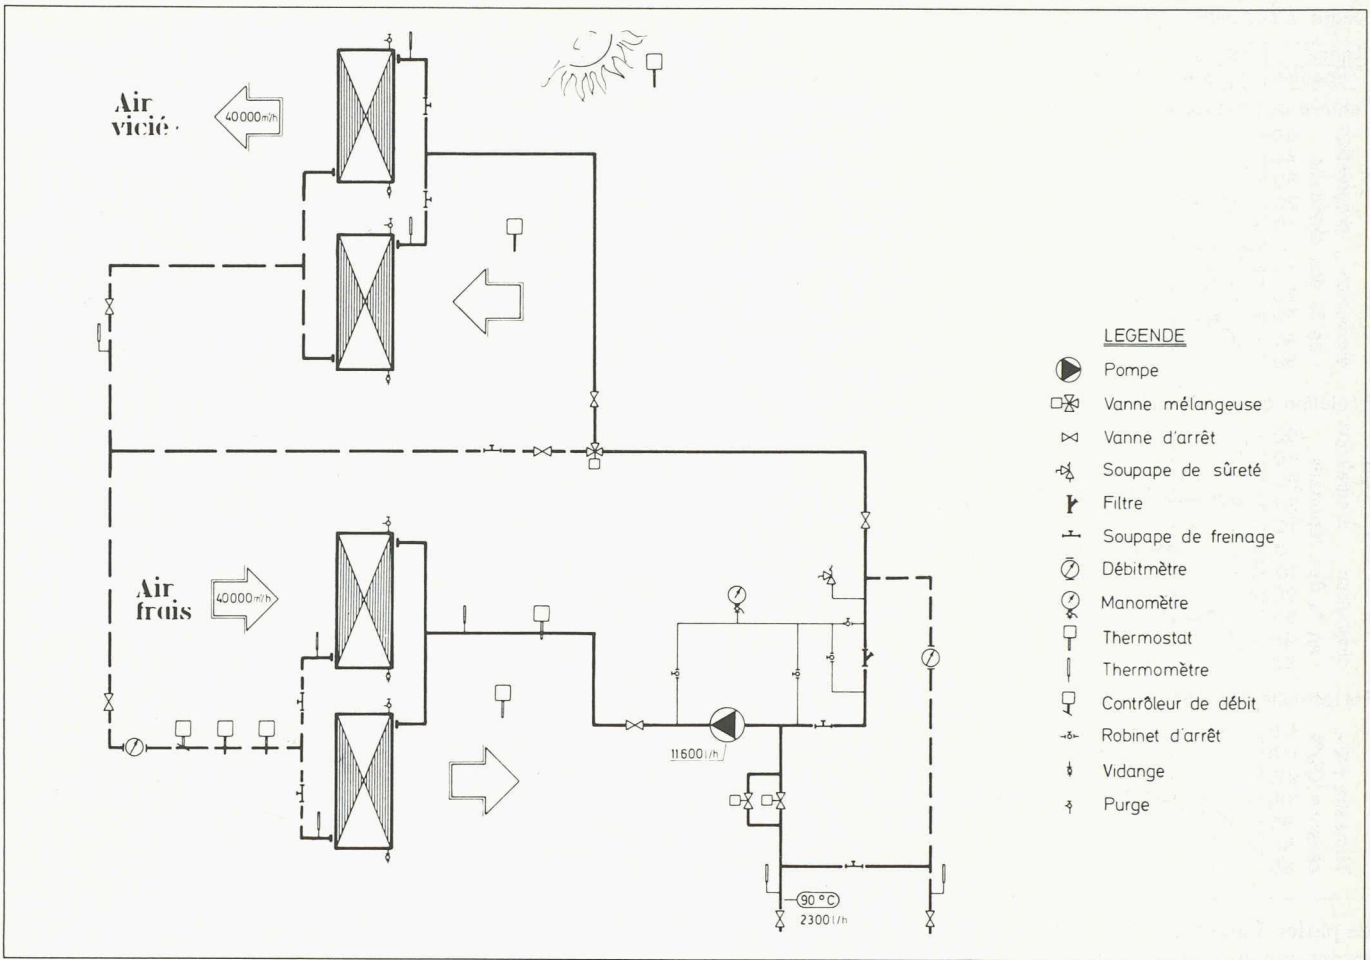 Air
vicié
40000 m³/h
Air
frais
40000 m³/h
11600 l/h
90 °C
2300 l/h
LEGENDE
Pompe
Vanne mélangeuse
Vanne d'arrêt
Soupape de sûreté
Filtre
Soupape de freinage
Débitmètre
Manomètre
Thermostat
Thermomètre
Contrôleur de débit
Robinet d'arrêt
Vidange
Purge